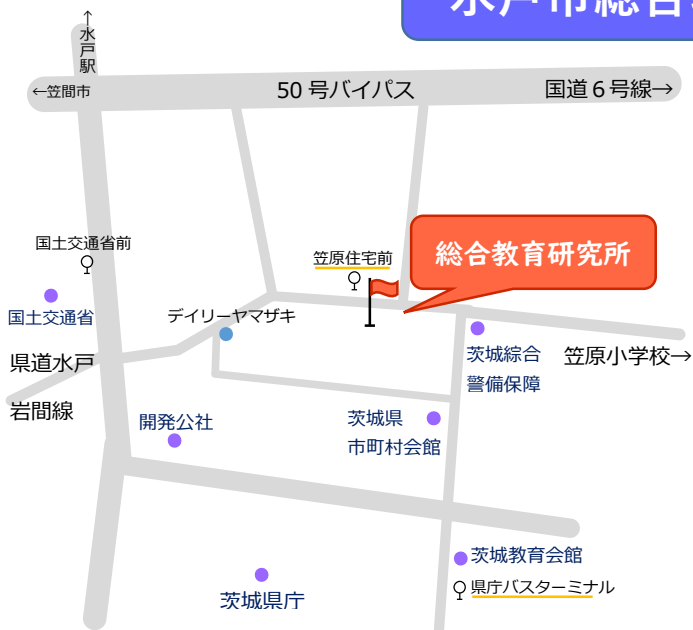 水戸市総合
↑水戸駅
←笠間市
50号バイパス
国道6号線→
国土交通省前
笠原住宅前
総合教育研究所
国土交通省
デイリーヤマザキ
県道水戸
岩間線
茨城綜合
警備保障
笠原小学校→
開発公社
茨城県
市町村会館
茨城教育会館
県庁バスターミナル
茨城県庁